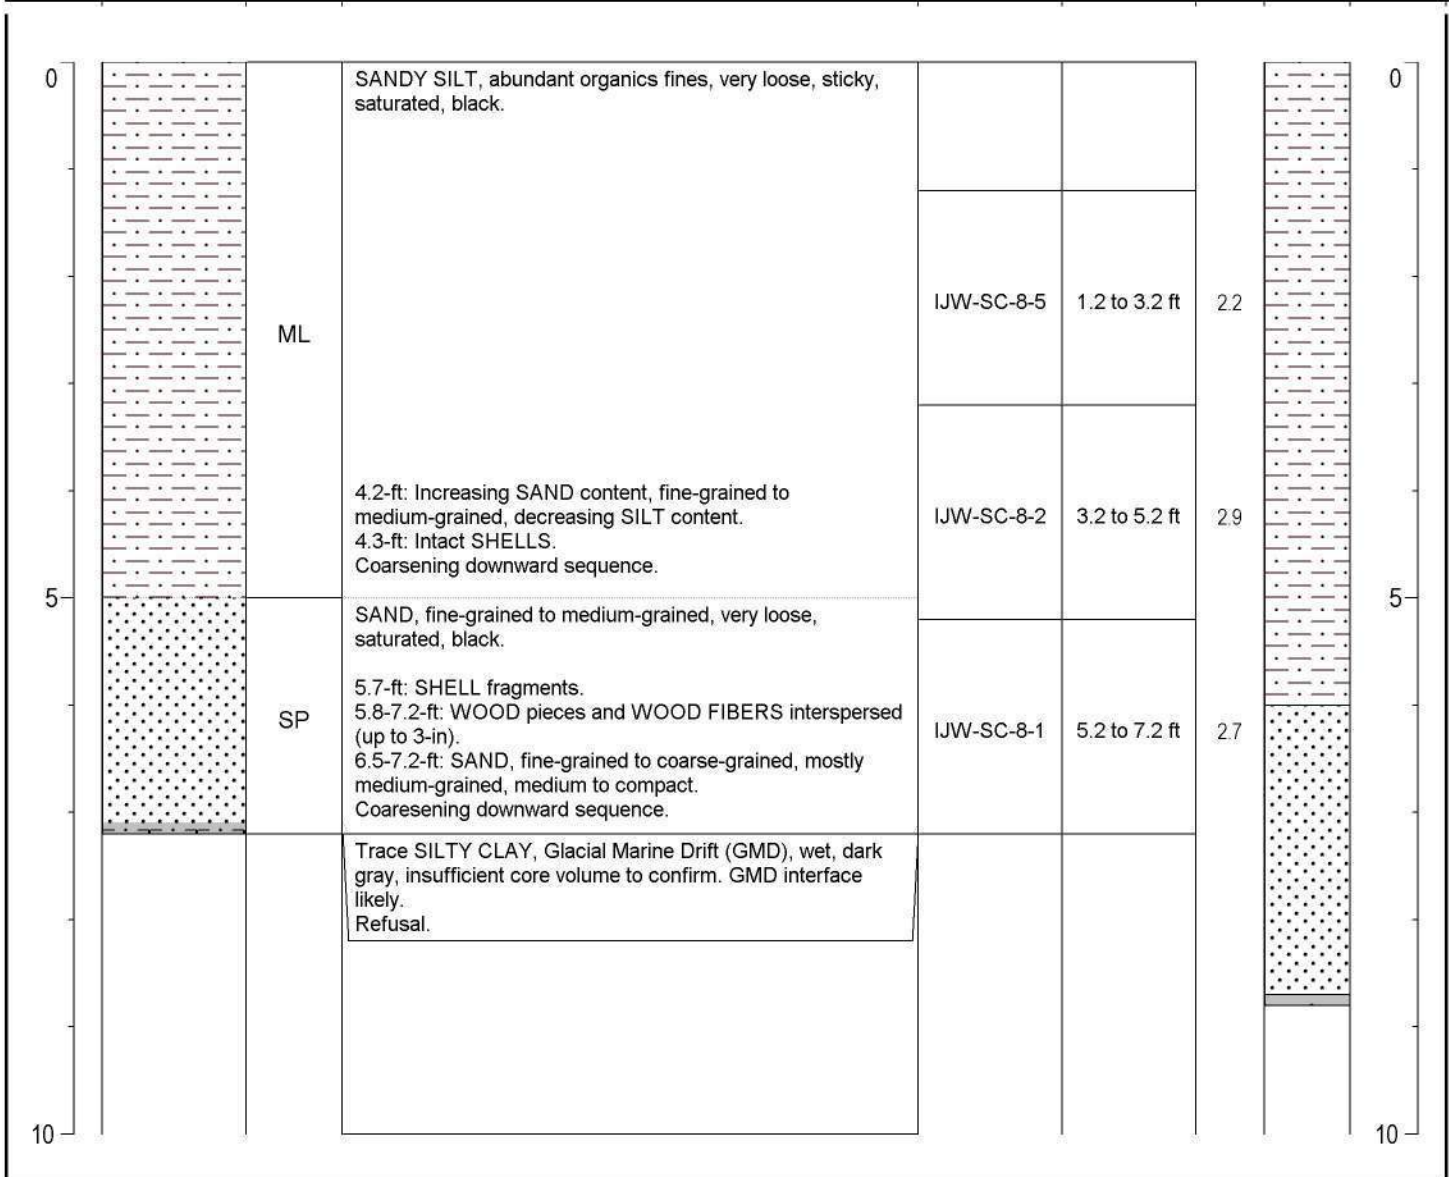 0
SANDY SILT, abundant organics fines, very loose, sticky,
saturated, black.
0
IJW-SC-8-5 1.2 to 3.2 ft 2.2
ML
4.2-ft: Increasing SAND content, fine-grained to
medium-grained, decreasing SILT content.
4.3-ft: Intact SHELLS.
Coarsening downward sequence.
IJW-SC-8-2 3.2 to 5.2 ft 2.9
5
5
SAND, fine-grained to medium-grained, very loose,
saturated, black.
5.7-ft: SHELL fragments.
5.8-7.2-ft: WOOD pieces and WOOD FIBERS interspersed
(up to 3-in).
6.5-7.2-ft: SAND, fine-grained to coarse-grained, mostly
medium-grained, medium to compact.
Coaresening downward sequence.
SP
IJW-SC-8-1 5.2 to 7.2 ft 2.7
Trace SILTY CLAY, Glacial Marine Drift (GMD), wet, dark
gray, insufficient core volume to confirm. GMD interface
likely.
Refusal.
10
10